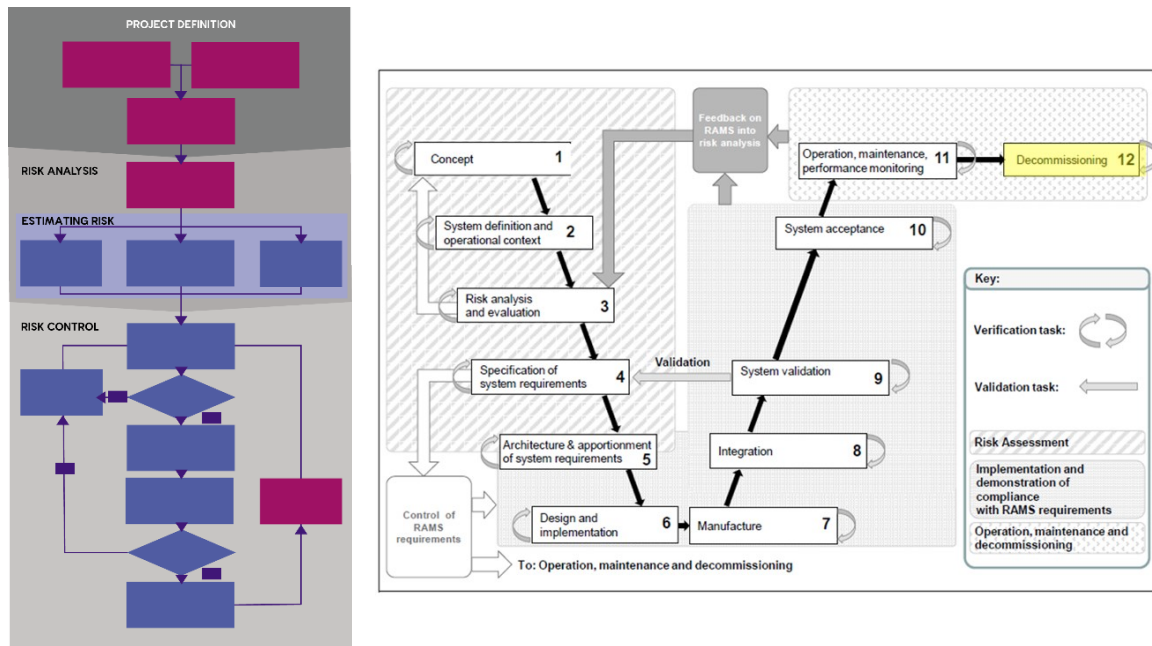 PROJECT DEFINITION
RISK ANALYSIS
ESTIMATING RISK
RISK CONTROL
Feedback on
RAMS into
risk analysis
Concept 1
System definition and
operational context 2
Risk analysis
and evaluation 3
Specification of
system requirements 4
Validation
Architecture & apportionment
of system requirements 5
Control of
RAMS
requirements
Design and
implementation 6
Manufacture 7
Integration 8
System validation 9
System acceptance 10
Operation, maintenance,
performance monitoring 11
Decommissioning 12
To: Operation, maintenance and decommissioning
Key:
Verification task:
Validation task:
Risk Assessment
Implementation and
demonstration of
compliance
with RAMS requirements
Operation, maintenance and
decommissioning